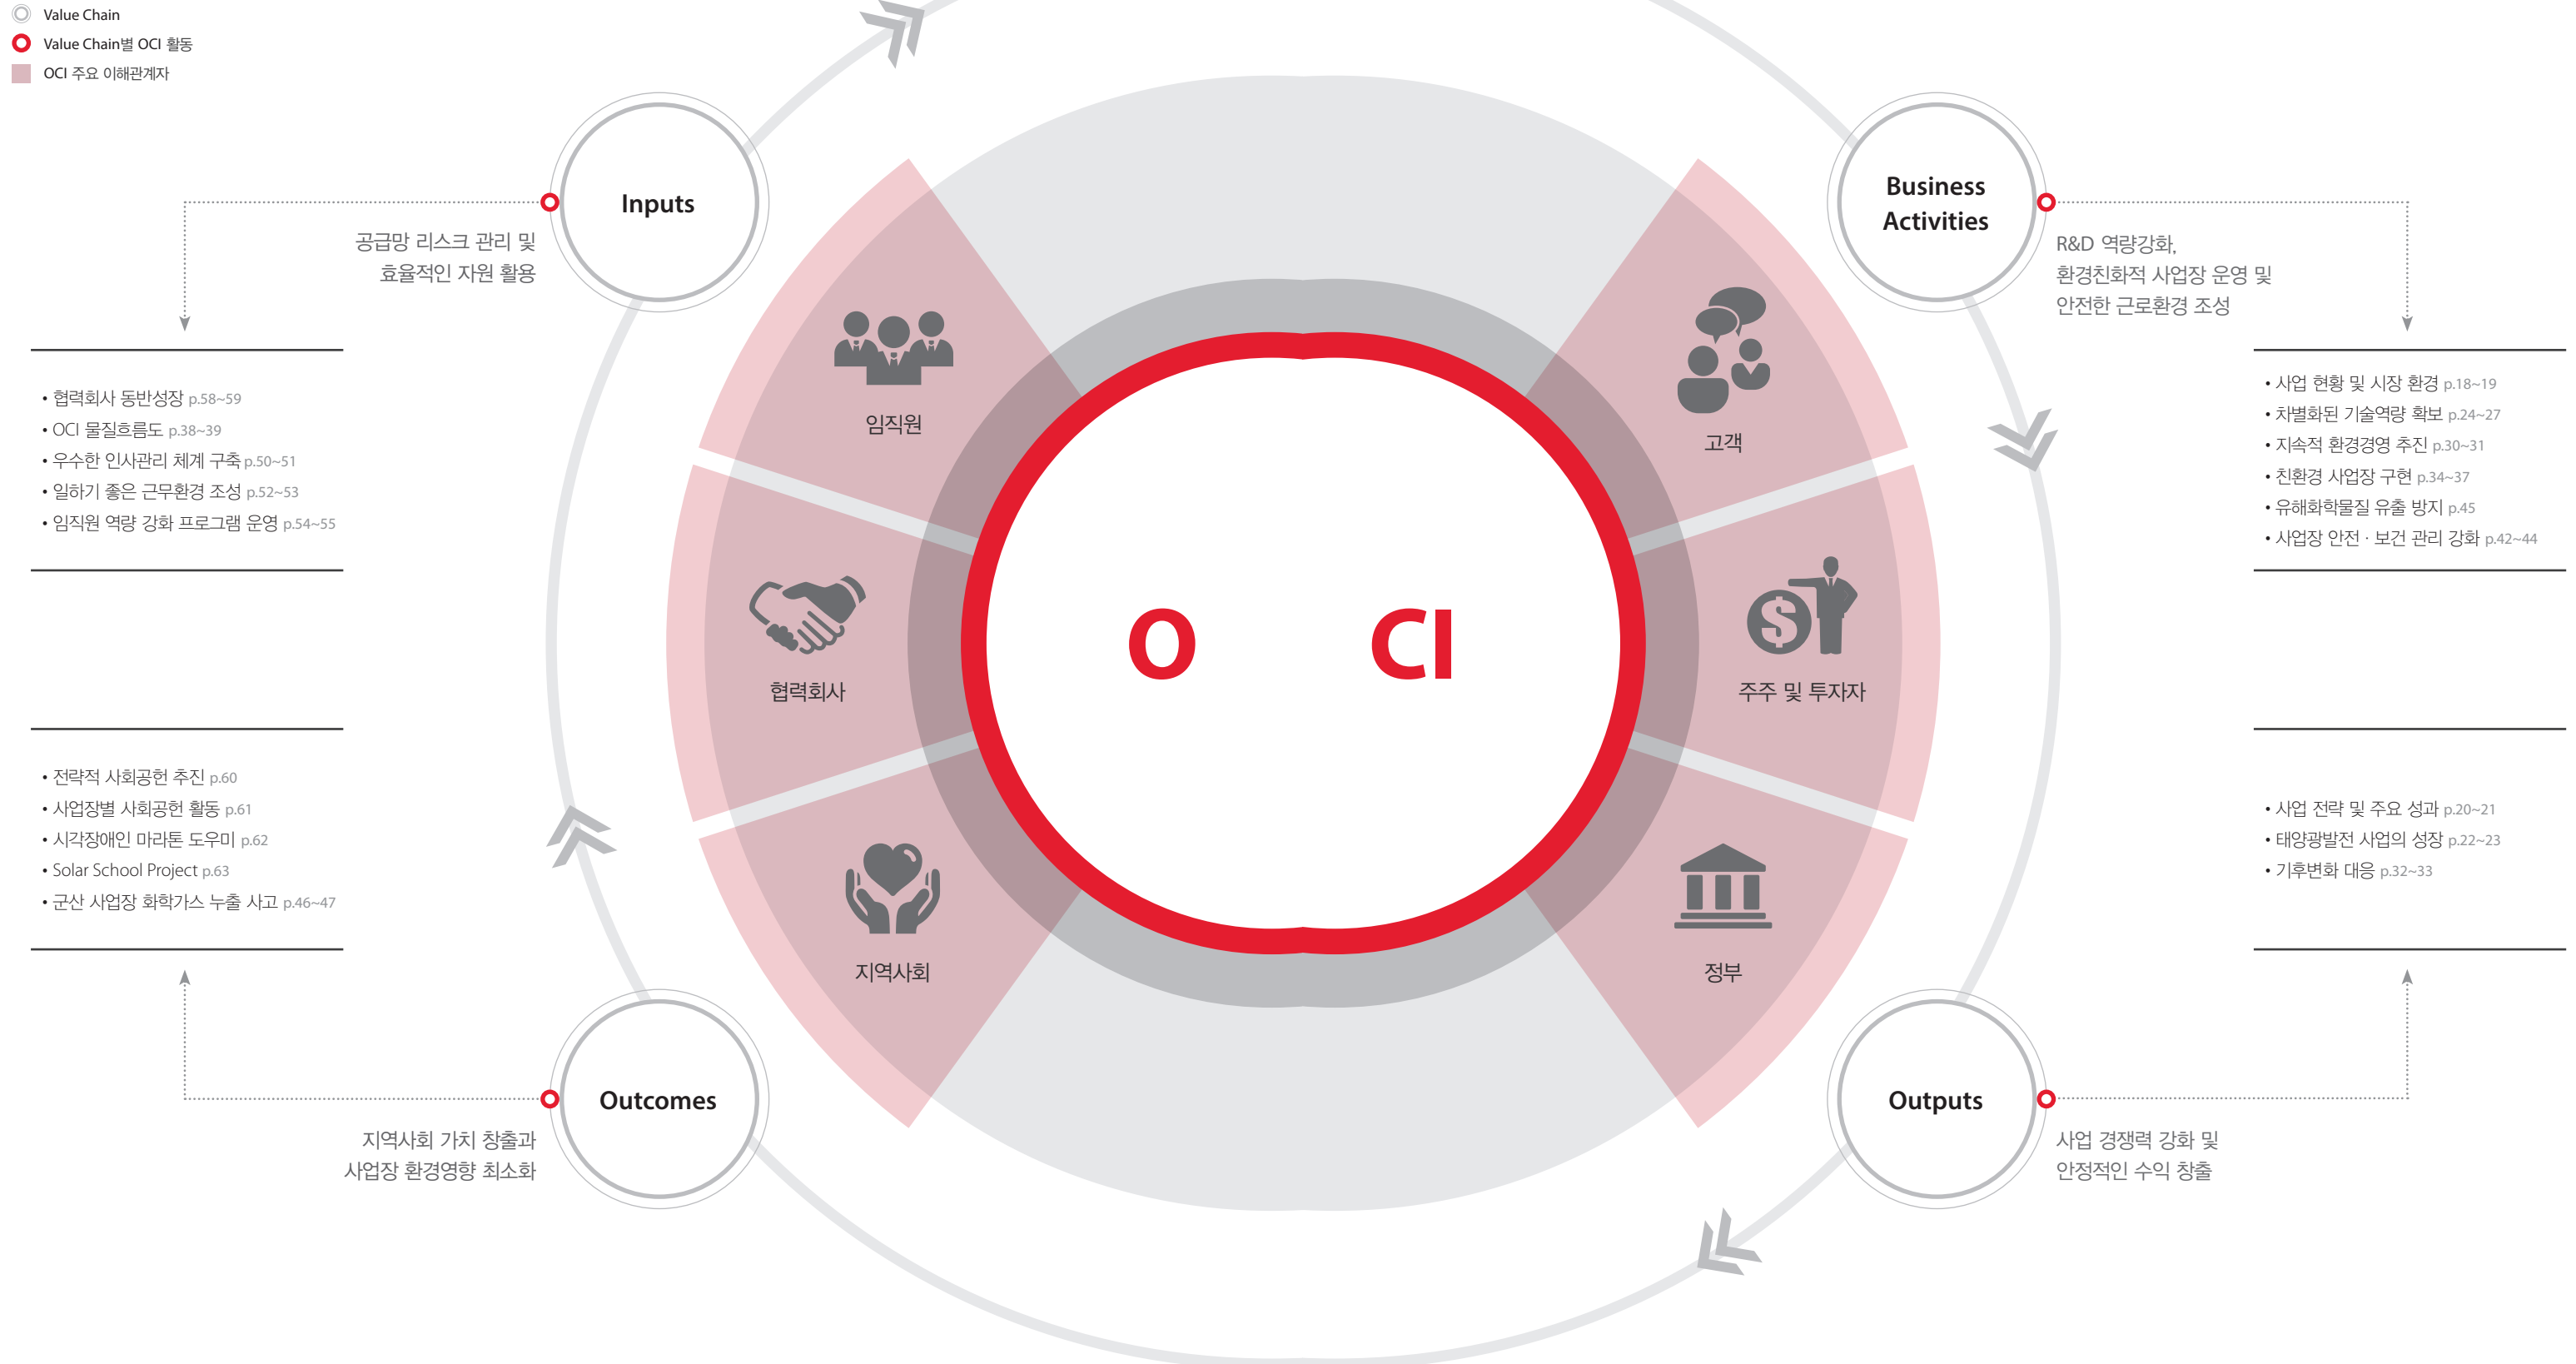 Value Chain
Value Chain별 OCI 활동
OCI 주요 이해관계자
Inputs
공급망 리스크 관리 및
효율적인 자원 활용
• 협력회사 동반성장 p.58~59
• OCI 물질흐름도 p.38~39
• 우수한 인사관리 체계 구축 p.50~51
• 일하기 좋은 근무환경 조성 p.52~53
• 임직원 역량 강화 프로그램 운영 p.54~55
Business
Activities
R&D 역량강화,
환경친화적 사업장 운영 및
안전한 근로환경 조성
• 사업 현황 및 시장 환경 p.18~19
• 차별화된 기술역량 확보 p.24~27
• 지속적 환경경영 추진 p.30~31
• 친환경 사업장 구현 p.34~37
• 유해화학물질 유출 방지 p.45
• 사업장 안전 · 보건 관리 강화 p.42~44
임직원
고객
협력회사
O CI
주주 및 투자자
지역사회
정부
• 전략적 사회공헌 추진 p.60
• 사업장별 사회공헌 활동 p.61
• 시각장애인 마라톤 도우미 p.62
• Solar School Project p.63
• 군산 사업장 화학가스 누출 사고 p.46~47
Outcomes
지역사회 가치 창출과
사업장 환경영향 최소화
• 사업 전략 및 주요 성과 p.20~21
• 태양광발전 사업의 성장 p.22~23
• 기후변화 대응 p.32~33
Outputs
사업 경쟁력 강화 및
안정적인 수익 창출